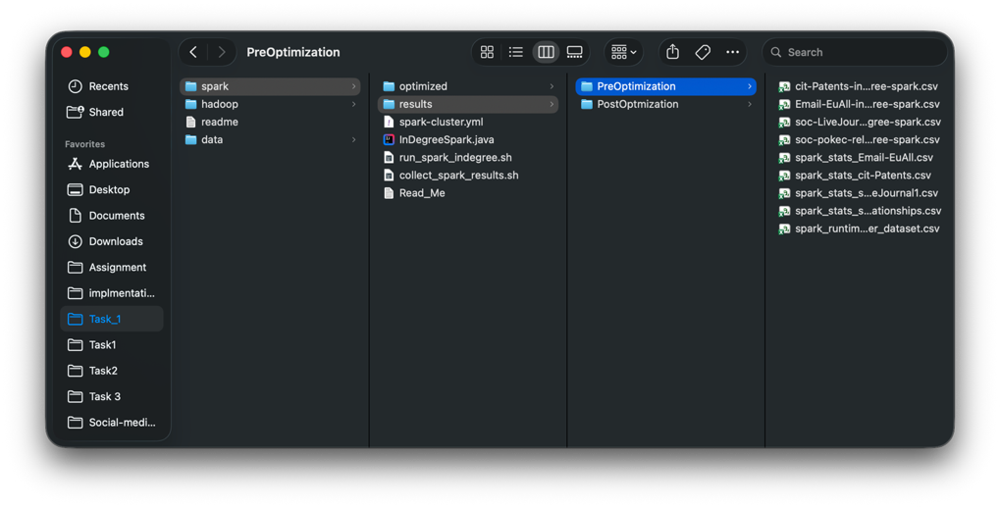 PreOptimization
Search
Recents
Shared
Favorites
Applications
Desktop
Documents
Downloads
Assignment
implmentati...
Task_1
Task1
Task2
Task 3
Social-medi...
spark
hadoop
readme
data
optimized
results
spark-cluster.yml
InDegreeSpark.java
run_spark_indegree.sh
collect_spark_results.sh
Read_Me
PreOptimization
PostOptmization
cit-Patents-in...ree-spark.csv
Email-EuAll-in...ree-spark.csv
soc-LiveJour...gree-spark.csv
soc-pokec-rel...ree-spark.csv
spark_stats_Email-EuAll.csv
spark_stats_cit-Patents.csv
spark_stats_s...eJournal1.csv
spark_stats_s...ationships.csv
spark_runtim...er_dataset.csv